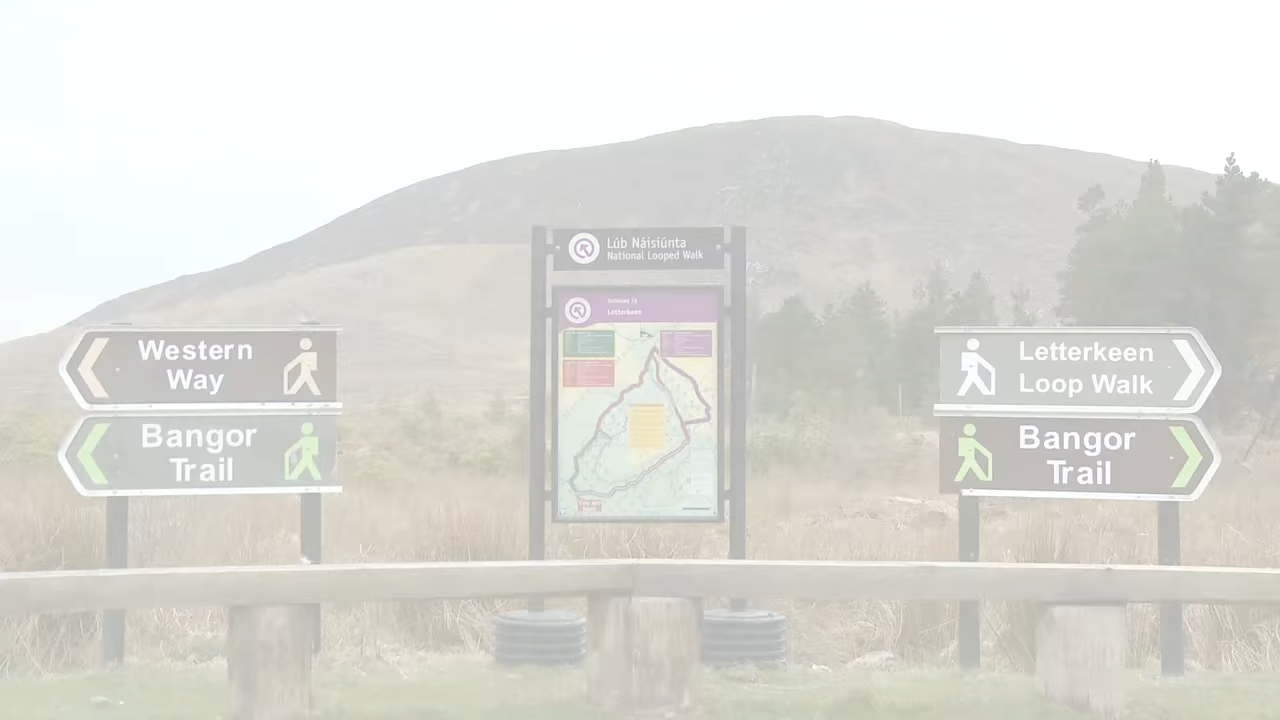 Lúb Náisiúnta
National Looped Walk
Letterkeen
Western
Way
Bangor
Trail
Letterkeen
Loop Walk
Bangor
Trail